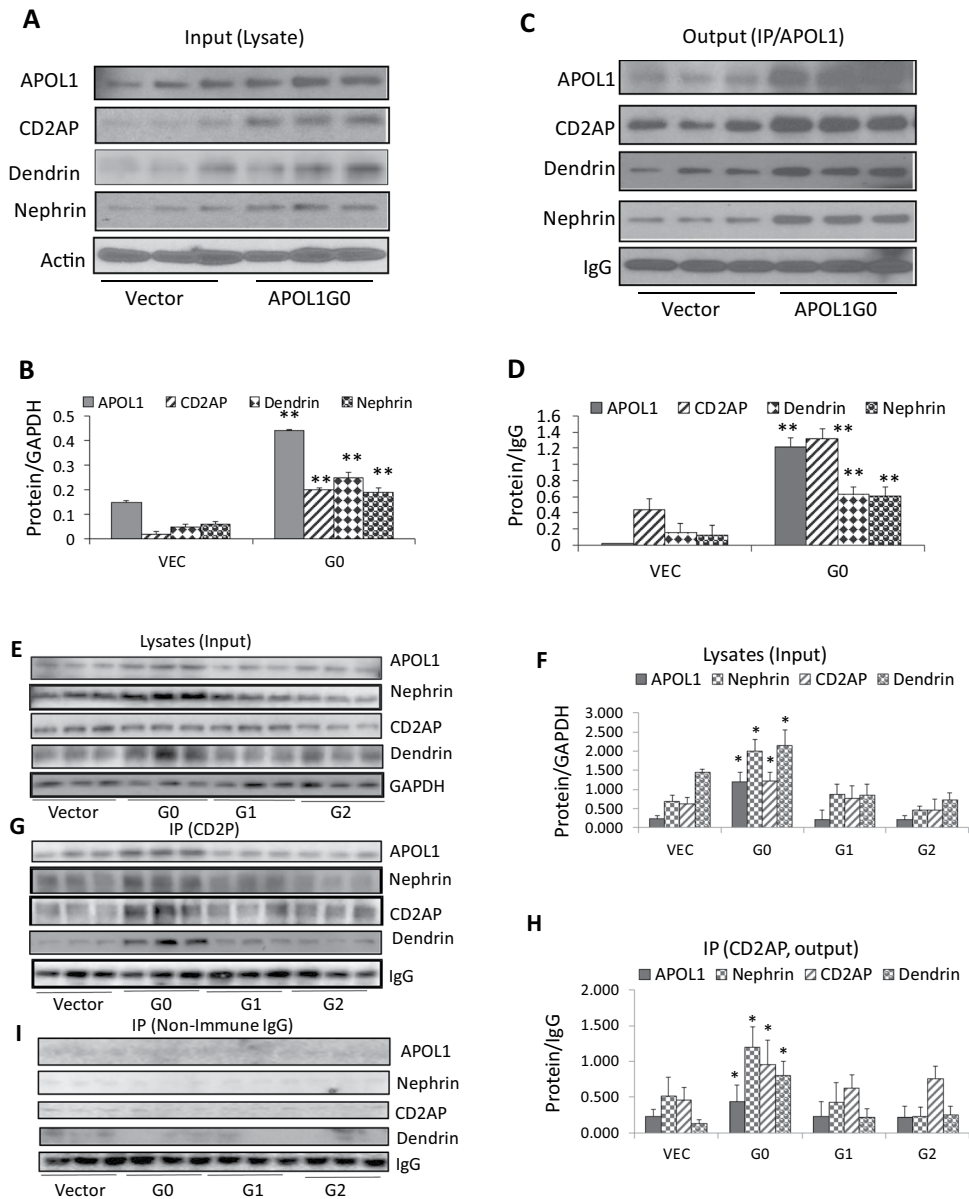 A
Input (Lysate)
APOL1
CD2AP
Dendrin
Nephrin
Actin
Vector APOL1G0
C
Output (IP/APOL1)
APOL1
CD2AP
Dendrin
Nephrin
IgG
Vector APOL1G0
B
APOL1 CD2AP Dendrin Nephrin
Protein/GAPDH
0.5
0.4
0.3
0.2
0.1
0
** ** ** **
VEC G0
D
APOL1 CD2AP Dendrin Nephrin
Protein/IgG
1.6
1.4
1.2
1
0.8
0.6
0.4
0.2
0
** ** ** **
VEC G0
E
Lysates (Input)
APOL1
Nephrin
CD2AP
Dendrin
GAPDH
Vector G0 G1 G2
F
Lysates (Input)
APOL1 Nephrin CD2AP Dendrin
Protein/GAPDH
3.000
2.500
2.000
1.500
1.000
0.500
0.000
* * * *
VEC G0 G1 G2
G
IP (CD2P)
APOL1
Nephrin
CD2AP
Dendrin
IgG
Vector G0 G1 G2
H
IP (CD2AP, output)
APOL1 Nephrin CD2AP Dendrin
Protein/IgG
2.000
1.500
1.000
0.500
0.000
* * * *
VEC G0 G1 G2
I
IP (Non-Immune IgG)
APOL1
Nephrin
CD2AP
Dendrin
IgG
Vector G0 G1 G2